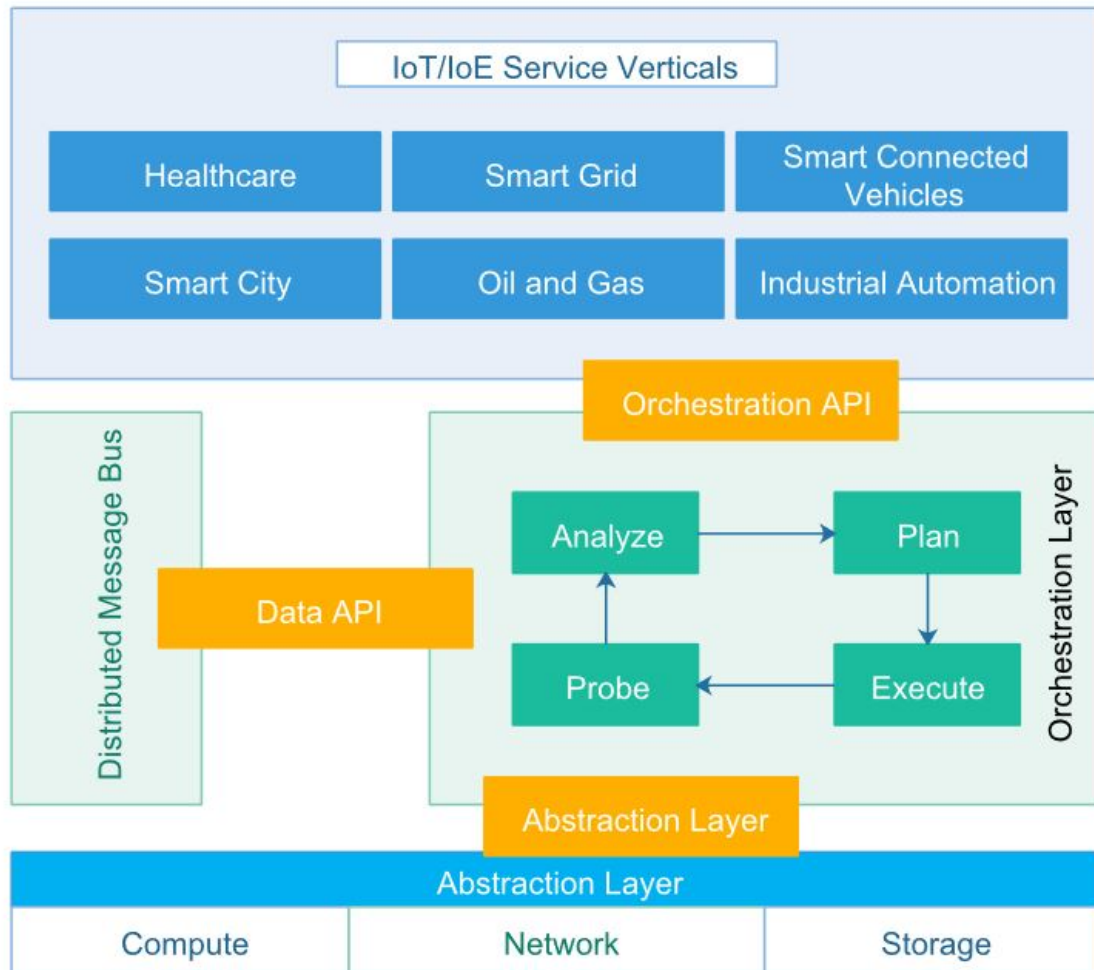 IoT/IoE Service Verticals
Healthcare
Smart Grid
Smart Connected
Vehicles
Smart City
Oil and Gas
Industrial Automation
Orchestration API
Distributed Message Bus
Data API
Analyze
Plan
Probe
Execute
Orchestration Layer
Abstraction Layer
Abstraction Layer
Compute
Network
Storage